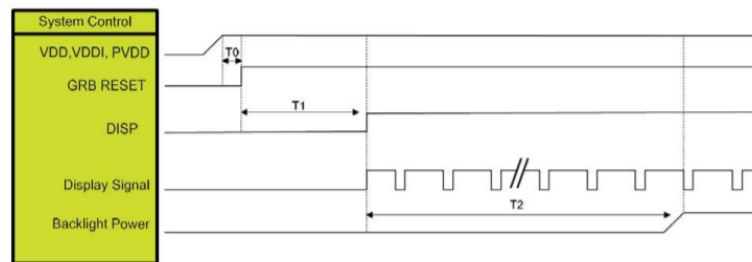 System Control
VDD,VDDI, PVDD
T0
GRB RESET
T1
DISP
Display Signal
T2
Backlight Power